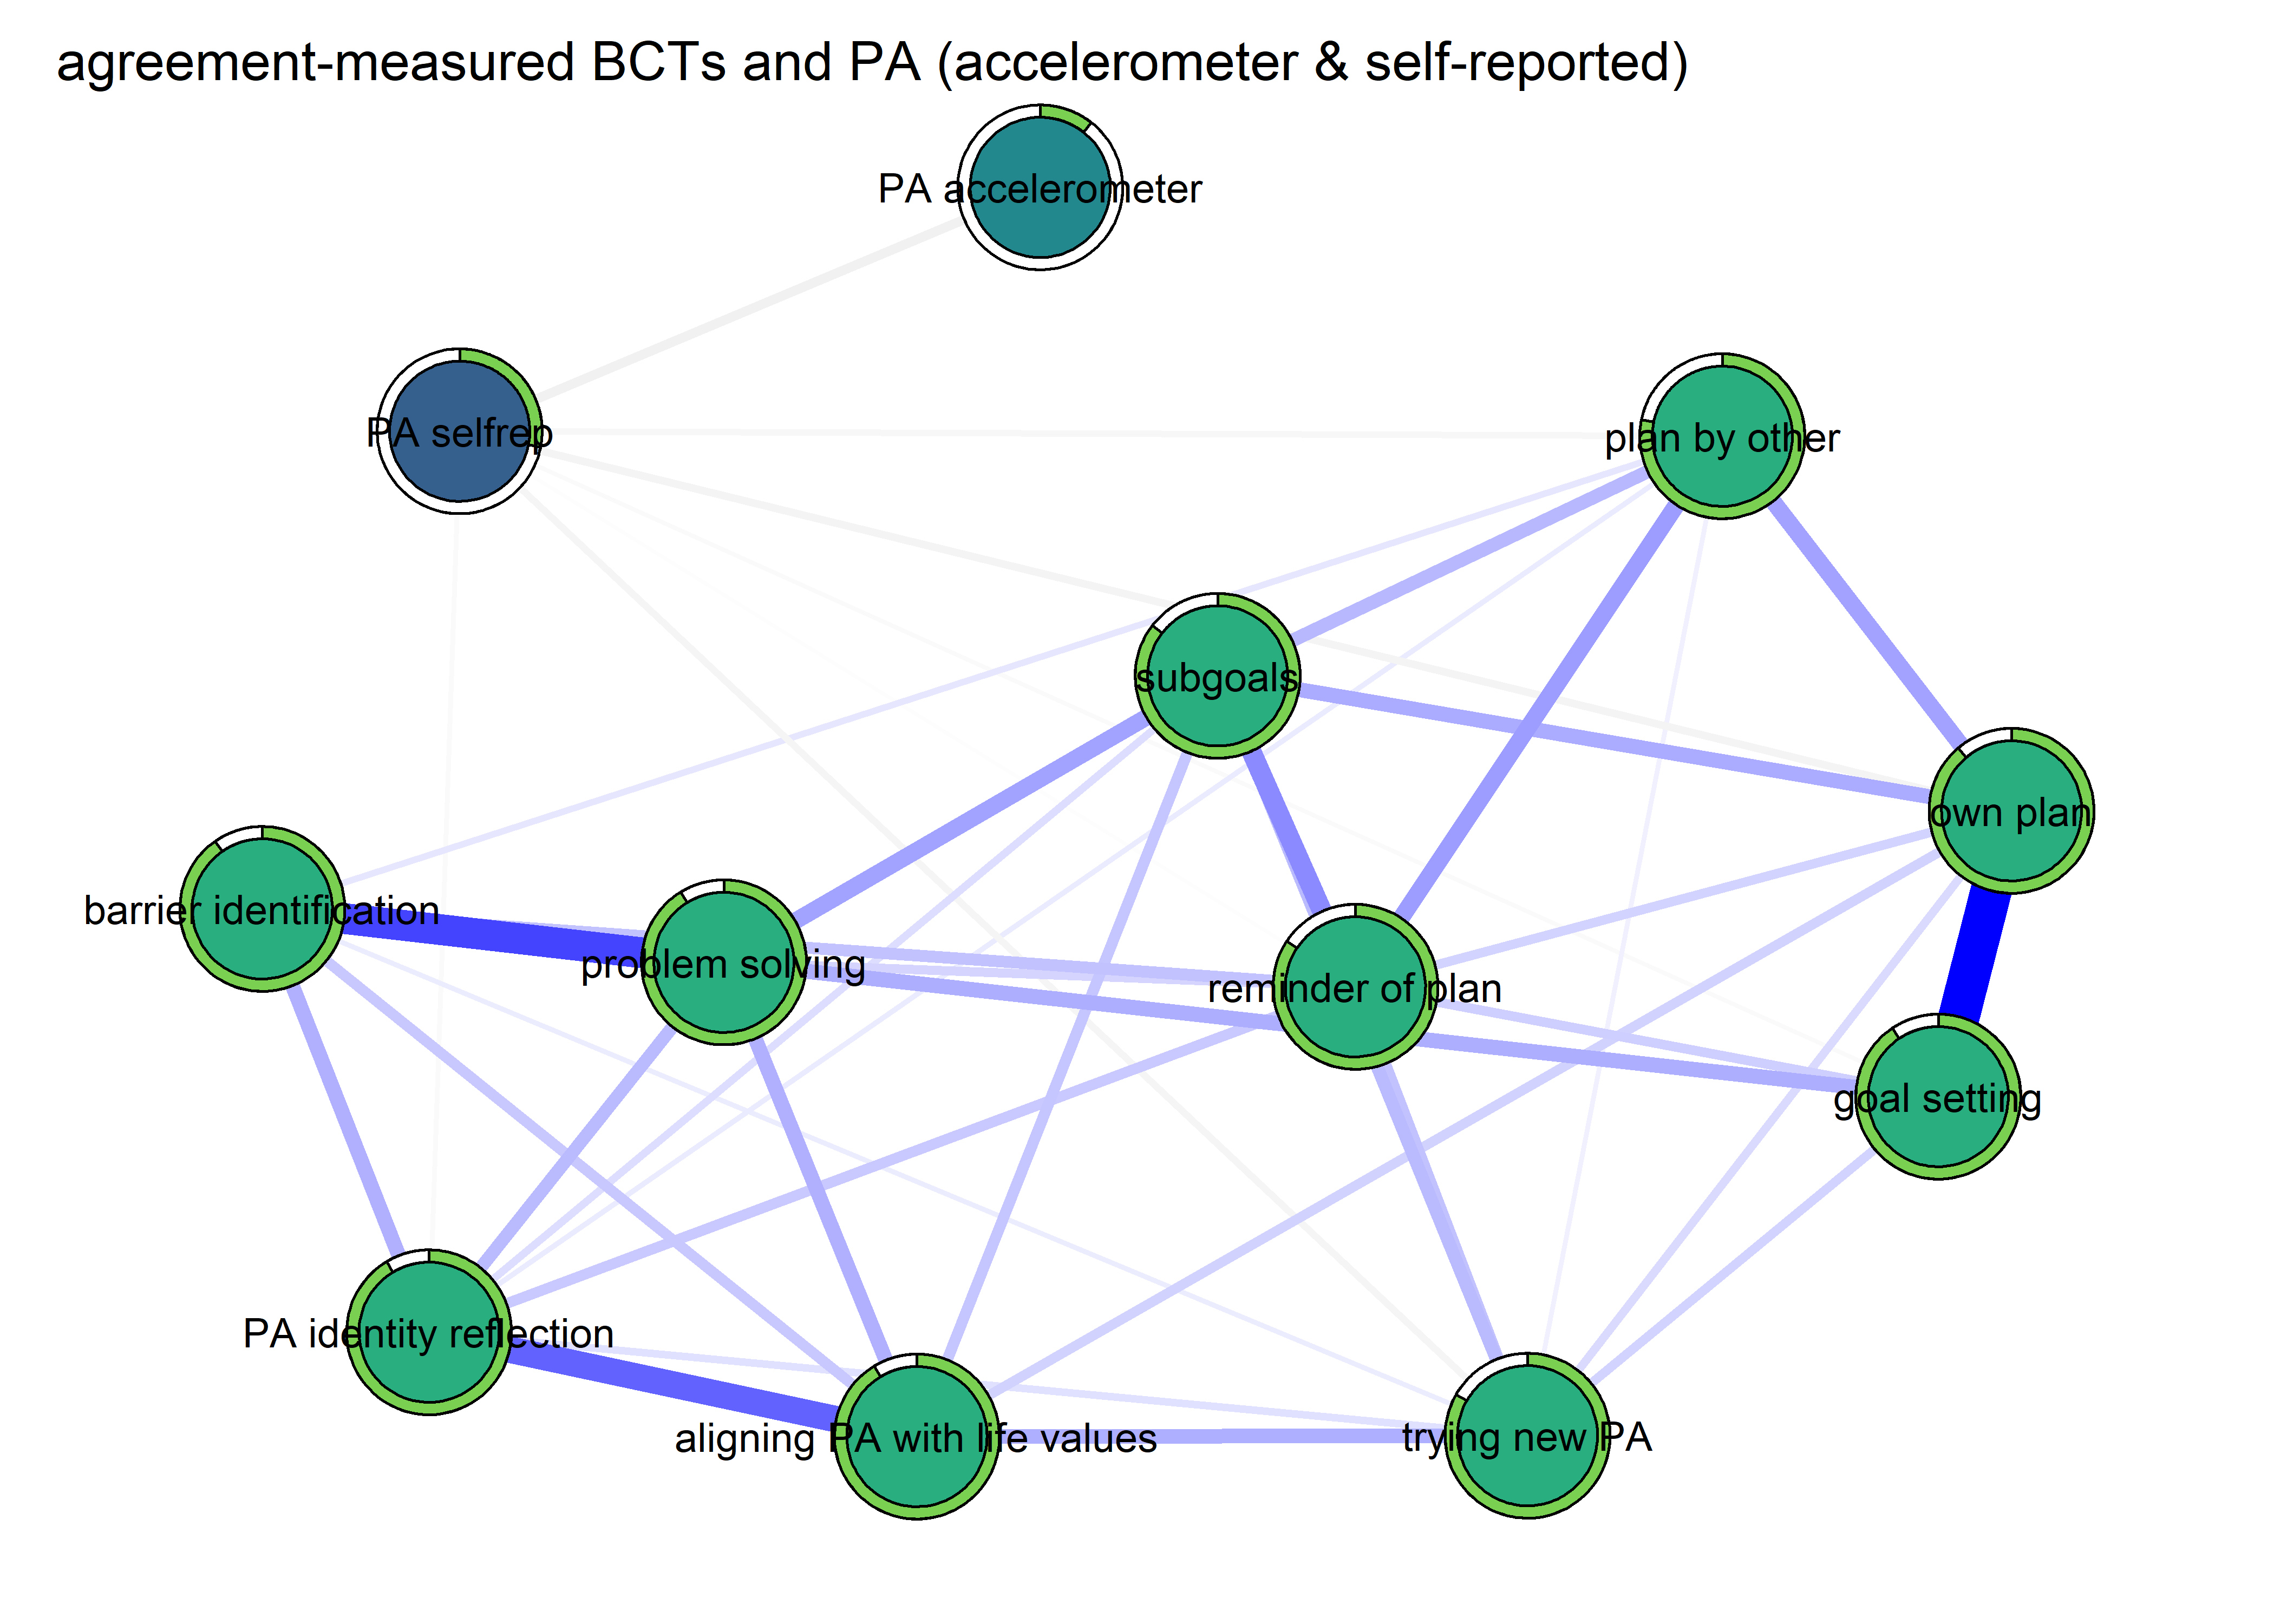 agreement-measured BCTs and PA (accelerometer & self-reported)
PA accelerometer
PA selfrep
plan by other
subgoals
own plan
barrier identification
problem solving
reminder of plan
goal setting
PA identity reflection
aligning PA with life values
trying new PA